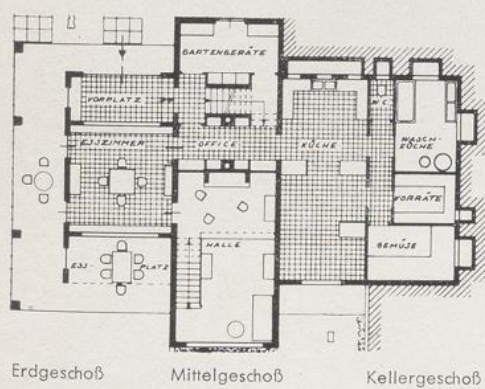 GARTENGERÄTE
VORPLATZ
W.C.
ESSZIMMER
OFFICE
KÜCHE
WASCH-
KÜCHE
VORRÄTE
HALLE
GEMÜSE
ESS-PLATZ
Erdgeschoß Mittelgeschoß Kellergeschoß